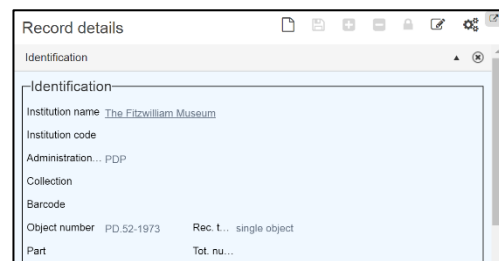 Record details
Identification
Identification
Institution name The Fitzwilliam Museum
Institution code
Administration... PDP
Collection
Barcode
Object number PD.52-1973 Rec. t... single object
Part Tot. nu...